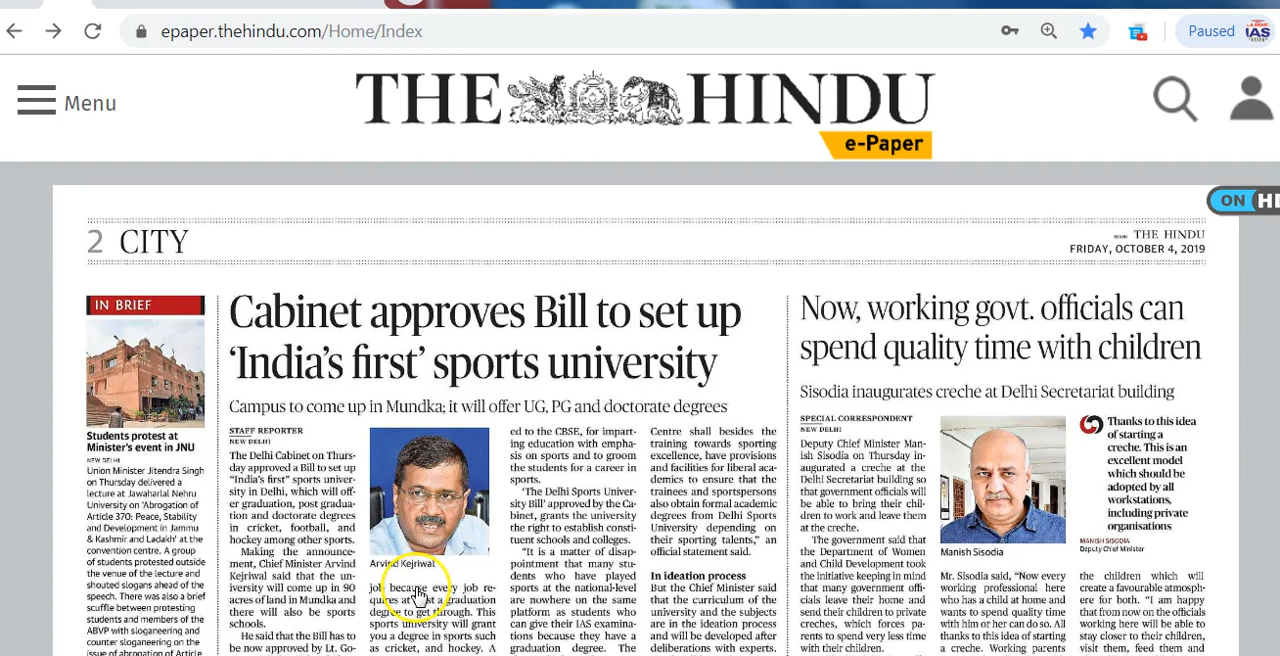 epaper.thehindu.com/Home/Index
Paused
IAS
Menu
THE HINDU
e-Paper
ON HD
2 CITY
THE HINDU
FRIDAY, OCTOBER 4, 2019
IN BRIEF
Students protest at
Minister's event in JNU
NEW DELHI
Union Minister Jitendra Singh
on Thursday delivered a
lecture at Jawaharlal Nehru
University on 'Abrogation of
Article 370: Peace, Stability
and Development in Jammu
& Kashmir and Ladakh' at the
convention centre. A group
of students protested outside
the venue of the lecture and
shouted slogans ahead of the
speech. There was also a brief
scuffle between protesting
students and members of the
ABVP with sloganeering and
counter sloganeering on the
issue of abrogation of Article
Cabinet approves Bill to set up
'India's first' sports university
Campus to come up in Mundka; it will offer UG, PG and doctorate degrees
STAFF REPORTER
NEW DELHI
The Delhi Cabinet on Thurs-
day approved a Bill to set up
"India's first" sports univer-
sity in Delhi, which will off-
er graduation, post gradua-
tion and doctorate degrees
in cricket, football, and
hockey among other sports.
Making the announce-
ment, Chief Minister Arvind
Kejriwal said that the un-
iversity will come up in 90
acres of land in Mundka and
there will also be sports
schools.
He said that the Bill has to
be now approved by Lt. Go-
Arvind Kejriwal
job because every job re-
quires at least a graduation
degree to get through. This
sports university will grant
you a degree in sports such
as cricket, and hockey. A
ed to the CBSE, for impart-
ing education with empha-
sis on sports and to groom
the students for a career in
sports.
'The Delhi Sports Univer-
sity Bill' approved by the Ca-
binet, grants the university
the right to establish consti-
tuent schools and colleges.
"It is a matter of disap-
pointment that many stu-
dents who have played
sports at the national-level
are nowhere on the same
platform as students who
can give their IAS examina-
tions because they have a
graduation degree. The
Centre shall besides the
training towards sporting
excellence, have provisions
and facilities for liberal aca-
demics to ensure that the
trainees and sportspersons
also obtain formal academic
degrees from Delhi Sports
University depending on
their sporting talents," an
official statement said.
In ideation process
But the Chief Minister said
that the curriculum of the
university and the subjects
are in the ideation process
and will be developed after
deliberations with experts.
Now, working govt. officials can
spend quality time with children
Sisodia inaugurates creche at Delhi Secretariat building
SPECIAL CORRESPONDENT
NEW DELHI
Deputy Chief Minister Man-
ish Sisodia on Thursday in-
augurated a creche at the
Delhi Secretariat building so
that government officials will
be able to bring their chil-
dren to work and leave them
at the creche.
The government said that
the Department of Women
and Child Development took
the initiative keeping in mind
that many government offi-
cials leave their home and
send their children to private
creches, which forces pa-
rents to spend very less time
with their children.
Manish Sisodia
Mr. Sisodia said, "Now every
working professional here
who has a child at home and
wants to spend quality time
with him or her can do so. All
thanks to this idea of starting
a creche. Working parents
Thanks to this idea
of starting a
creche. This is an
excellent model
which should be
adopted by all
workstations,
including private
organisations
MANISH SISODIA
Deputy Chief Minister
the children which will
create a favourable atmosph-
ere for both. "I am happy
that from now on the officials
working here will be able to
stay closer to their children,
visit them, feed them and